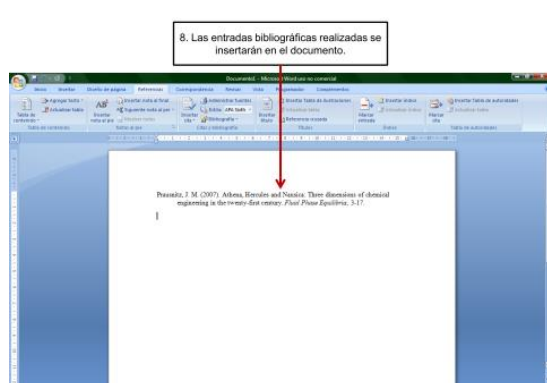 8. Las entradas bibliográficas realizadas se
insertarán en el documento.
Documento1 - Microsoft Word uso no comercial
Inicio Insertar Diseño de página Referencias Correspondencia Revisar Vista Programador Complementos
Tabla de contenido
Agregar texto
Actualizar tabla
Tabla de contenido
AB
Insertar nota al pie
Insertar nota al final
Siguiente nota al pie
Notas al pie
Insertar cita
Administrar fuentes
Estilo: APA Sixth
Bibliografía
Citas y bibliografía
Insertar título
Insertar Tabla de ilustraciones
Actualizar tabla
Referencia cruzada
Títulos
Marcar entrada
Insertar índice
Actualizar índice
Índice
Marcar cita
Insertar Tabla de autoridades
Actualizar tabla
Tabla de autoridades
Prausnitz, J. M. (2007). Athena, Hercules and Nausica: Three dimensions of chemical
engineering in the twenty-first century. Fluid Phase Equilibria, 3-17.